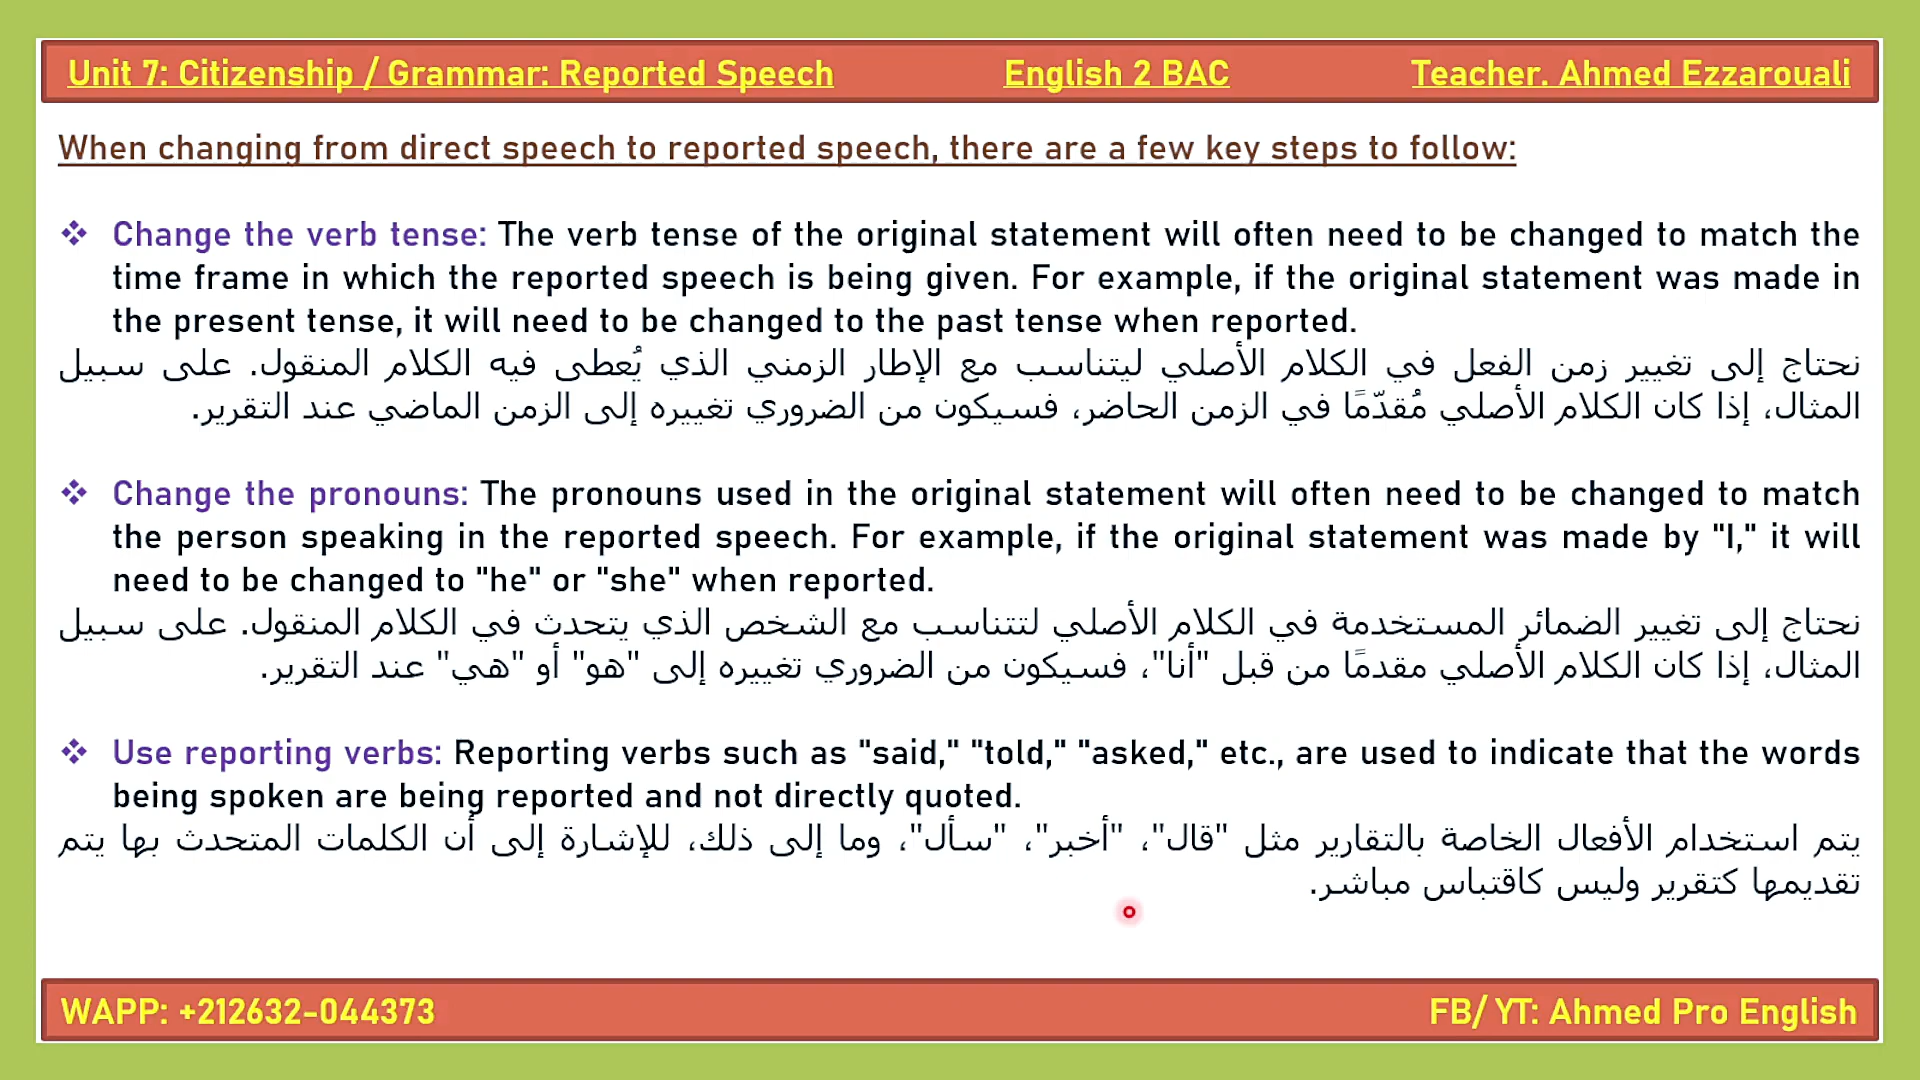 Unit 7: Citizenship / Grammar: Reported Speech English 2 BAC Teacher. Ahmed Ezzarouali
When changing from direct speech to reported speech, there are a few key steps to follow:
❖ Change the verb tense: The verb tense of the original statement will often need to be changed to match the
time frame in which the reported speech is being given. For example, if the original statement was made in
the present tense, it will need to be changed to the past tense when reported.
نحتاج إلى تغيير زمن الفعل في الكلام الأصلي ليتناسب مع الإطار الزمني الذي يُعطى فيه الكلام المنقول. على سبيل
المثال، إذا كان الكلام الأصلي مُقدّمًا في الزمن الحاضر، فسيكون من الضروري تغييره إلى الزمن الماضي عند التقرير.
❖ Change the pronouns: The pronouns used in the original statement will often need to be changed to match
the person speaking in the reported speech. For example, if the original statement was made by "I," it will
need to be changed to "he" or "she" when reported.
نحتاج إلى تغيير الضمائر المستخدمة في الكلام الأصلي لتتناسب مع الشخص الذي يتحدث في الكلام المنقول. على سبيل
المثال، إذا كان الكلام الأصلي مقدمًا من قبل "أنا"، فسيكون من الضروري تغييره إلى "هو" أو "هي" عند التقرير.
❖ Use reporting verbs: Reporting verbs such as "said," "told," "asked," etc., are used to indicate that the words
being spoken are being reported and not directly quoted.
يتم استخدام الأفعال الخاصة بالتقارير مثل "قال"، "أخبر"، "سأل"، وما إلى ذلك، للإشارة إلى أن الكلمات المتحدث بها يتم
تقديمها كتقرير وليس كاقتباس مباشر.
WAPP: +212632-044373 FB/ YT: Ahmed Pro English